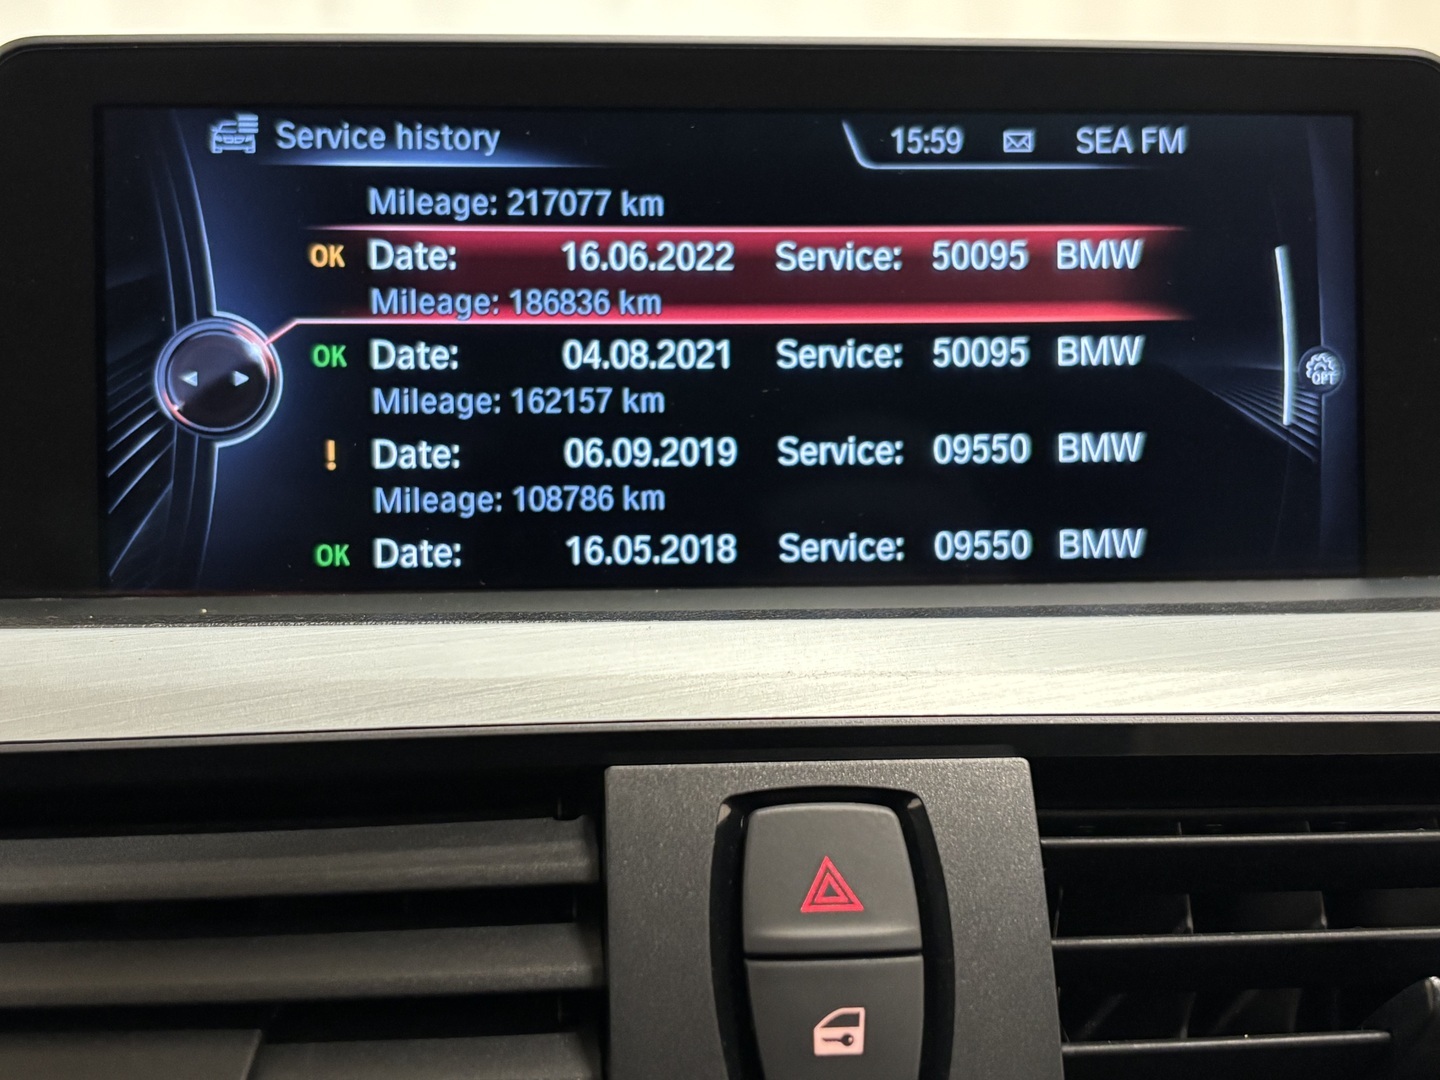 Service history 15:59 SEA FM
Mileage: 217077 km
OK Date: 16.06.2022 Service: 50095 BMW
Mileage: 186836 km
OK Date: 04.08.2021 Service: 50095 BMW
Mileage: 162157 km
! Date: 06.09.2019 Service: 09550 BMW
Mileage: 108786 km
OK Date: 16.05.2018 Service: 09550 BMW
OPT